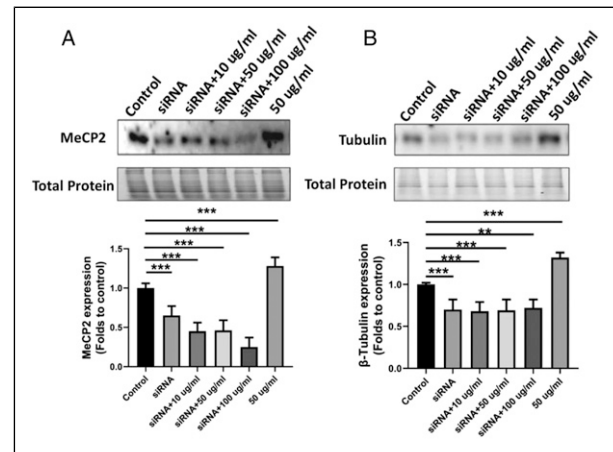 A
Control
siRNA
siRNA+10 ug/ml
siRNA+50 ug/ml
siRNA+100 ug/ml
50 ug/ml
MeCP2
Total Protein
***
***
***
***
***
MeCP2 expression
(Folds to control)
1.5
1.0
0.5
0.0
Control
siRNA
siRNA+10 ug/ml
siRNA+50 ug/ml
siRNA+100 ug/ml
50 ug/ml
B
Control
siRNA
siRNA+10 ug/ml
siRNA+50 ug/ml
siRNA+100 ug/ml
50 ug/ml
Tubulin
Total Protein
***
**
***
***
***
β-Tubulin expression
(Folds to control)
1.5
1.0
0.5
0.0
Control
siRNA
siRNA+10 ug/ml
siRNA+50 ug/ml
siRNA+100 ug/ml
50 ug/ml